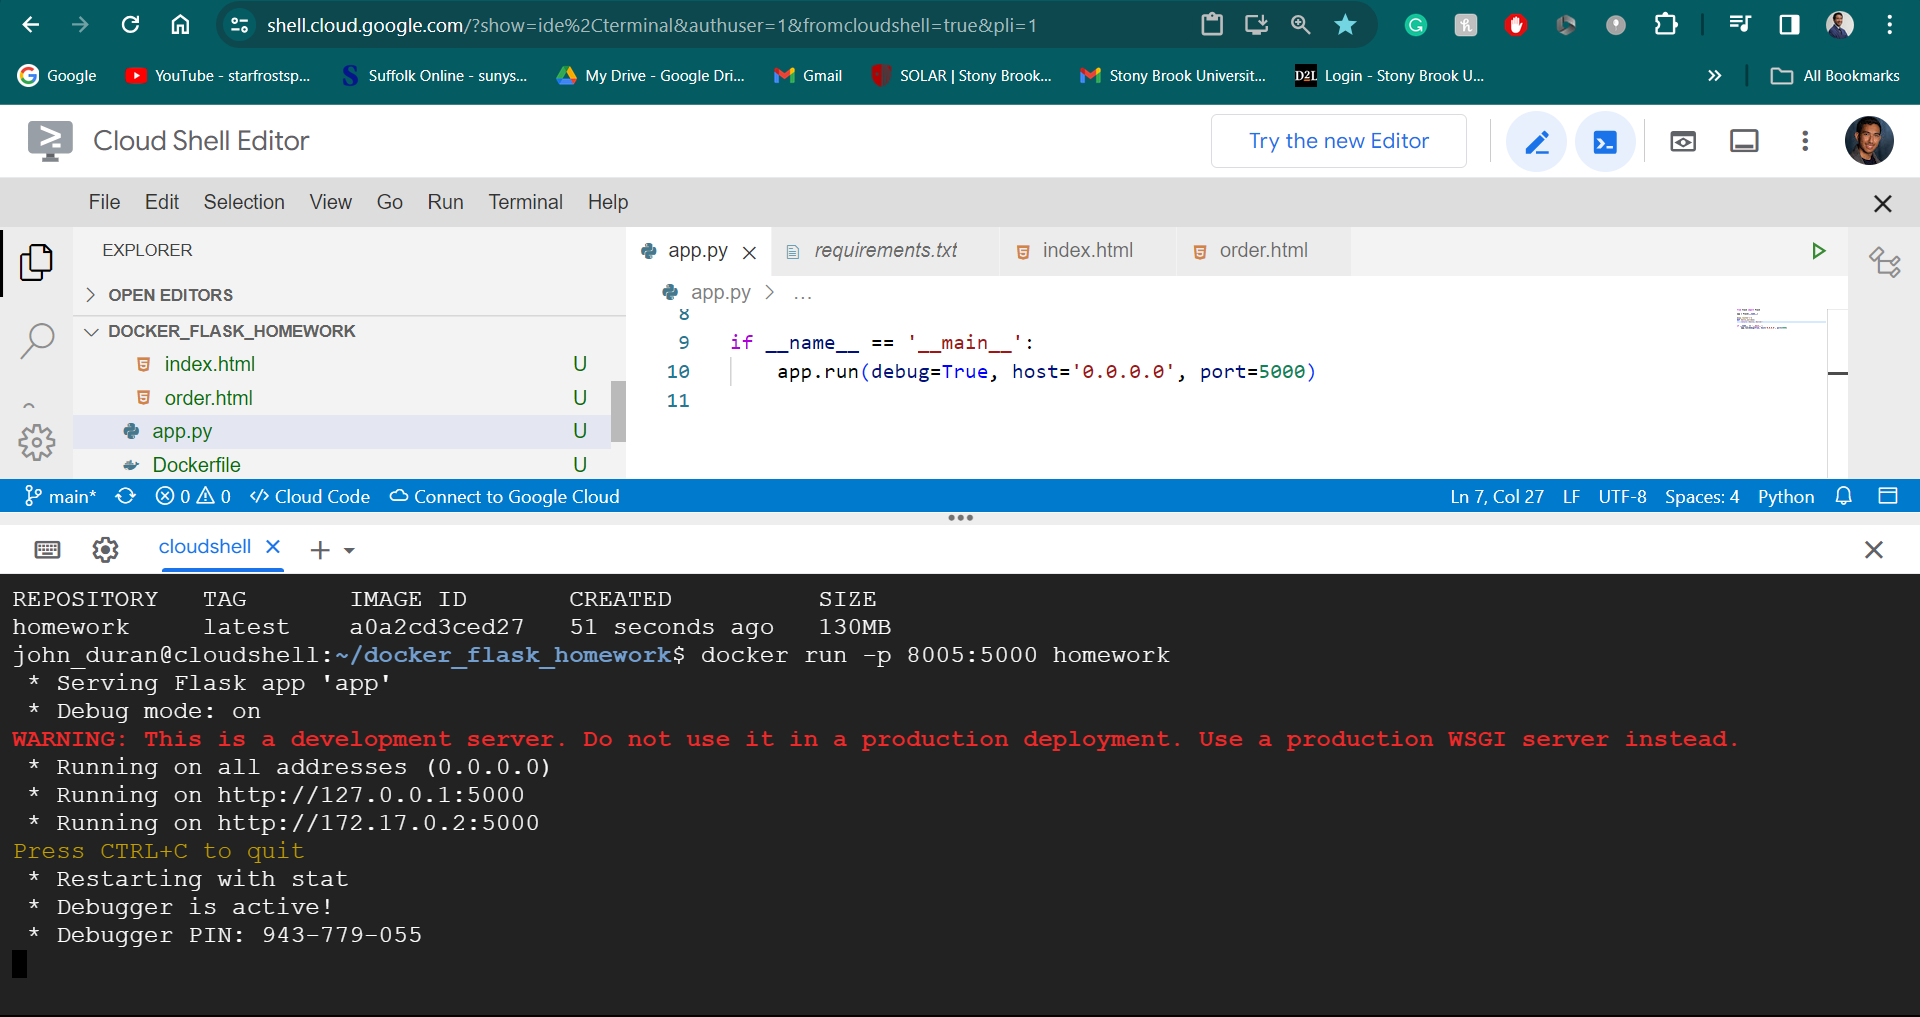 shell.cloud.google.com/?show=ide%2Cterminal&authuser=1&fromcloudshell=true&pli=1
Google YouTube - starfrostsp... Suffolk Online - sunys... My Drive - Google Dri... Gmail SOLAR | Stony Brook... Stony Brook Universit... D2L Login - Stony Brook U... » All Bookmarks
Cloud Shell Editor Try the new Editor
File Edit Selection View Go Run Terminal Help
EXPLORER app.py requirements.txt index.html order.html
OPEN EDITORS app.py > ...
DOCKER_FLASK_HOMEWORK 8
index.html U 9 if __name__ == '__main__':
order.html U 10 app.run(debug=True, host='0.0.0.0', port=5000)
app.py U 11
Dockerfile U
main* 0 0 Cloud Code Connect to Google Cloud Ln 7, Col 27 LF UTF-8 Spaces: 4 Python
cloudshell
REPOSITORY TAG IMAGE ID CREATED SIZE
homework latest a0a2cd3ced27 51 seconds ago 130MB
john_duran@cloudshell:~/docker_flask_homework$ docker run -p 8005:5000 homework
* Serving Flask app 'app'
* Debug mode: on
WARNING: This is a development server. Do not use it in a production deployment. Use a production WSGI server instead.
* Running on all addresses (0.0.0.0)
* Running on http://127.0.0.1:5000
* Running on http://172.17.0.2:5000
Press CTRL+C to quit
* Restarting with stat
* Debugger is active!
* Debugger PIN: 943-779-055